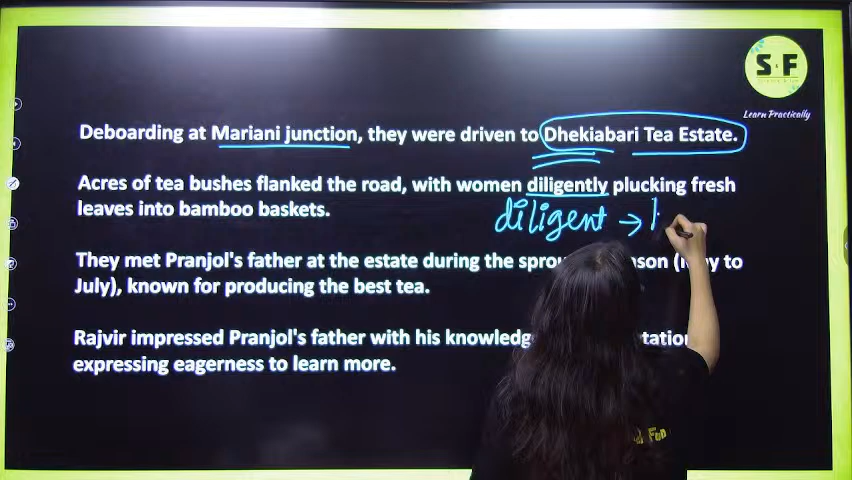 S F
Learn Practically
Deboarding at Mariani junction, they were driven to Dhekiabari Tea Estate.
Acres of tea bushes flanked the road, with women diligently plucking fresh
leaves into bamboo baskets.
diligent →
They met Pranjol's father at the estate during the to
July), known for producing the best tea.
Rajvir impressed Pranjol's father with his
expressing eagerness to learn more.